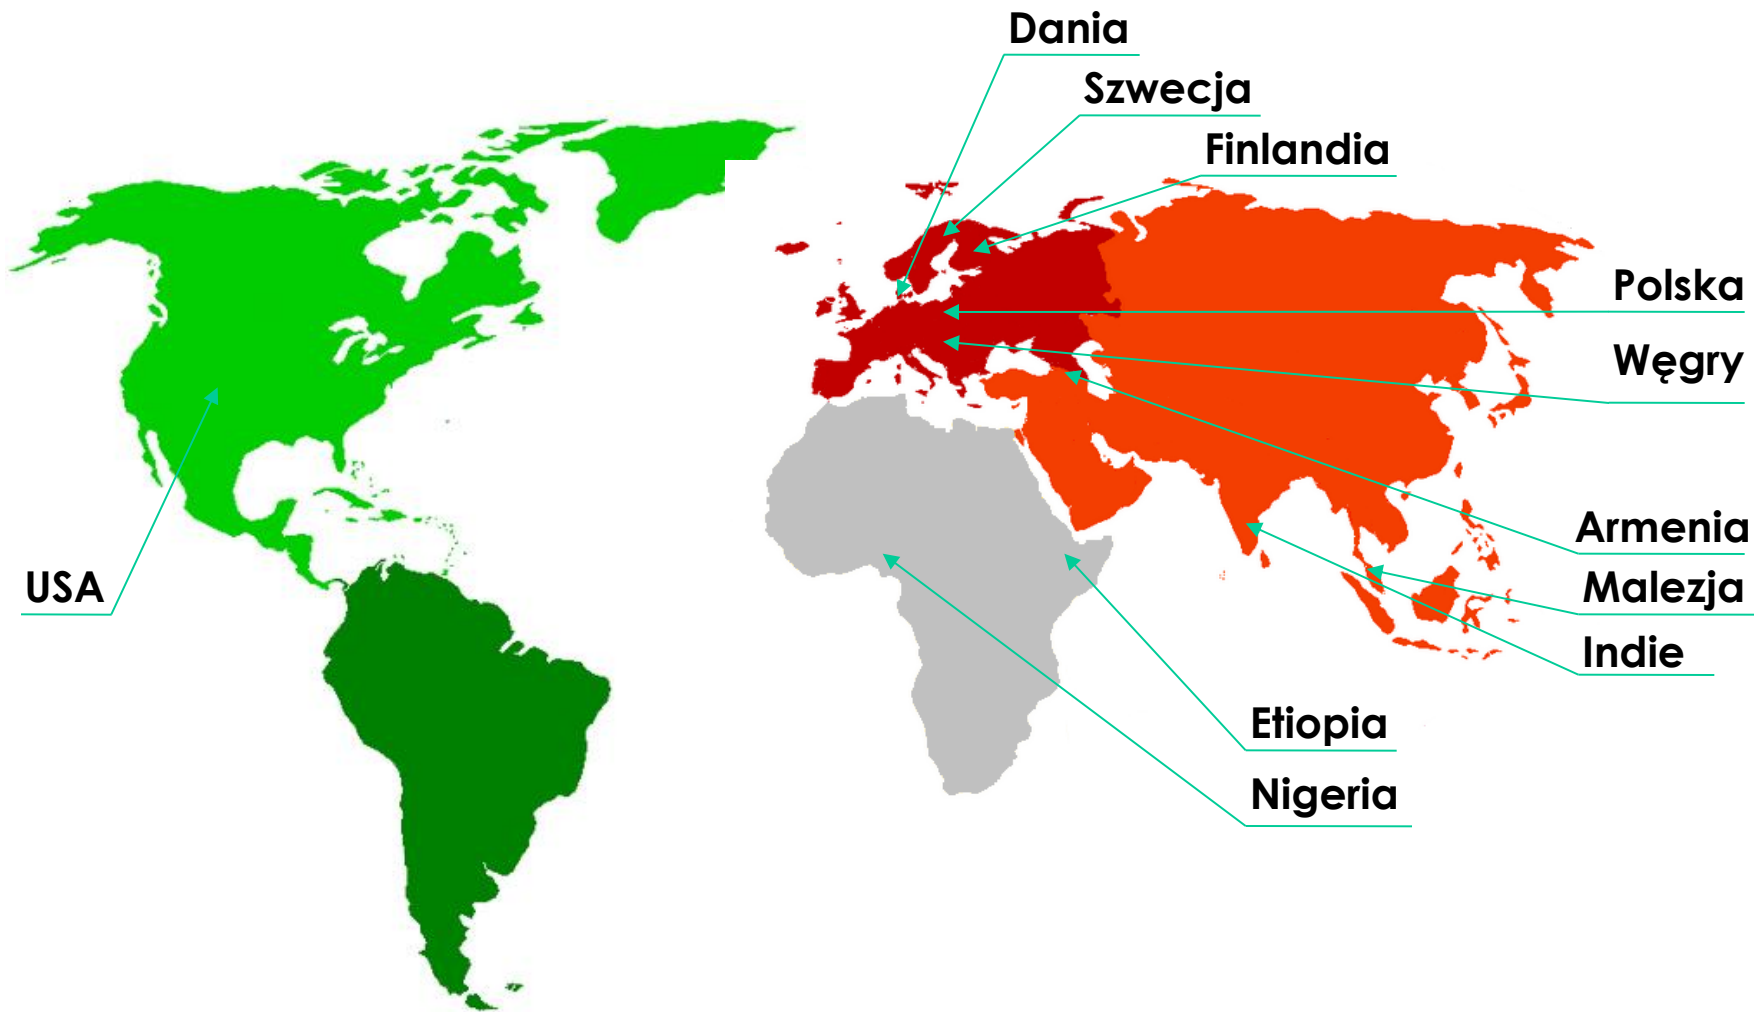 Dania
Szwecja
Finlandia
Polska
Węgry
Armenia
Malezja
Indie
USA
Etiopia
Nigeria